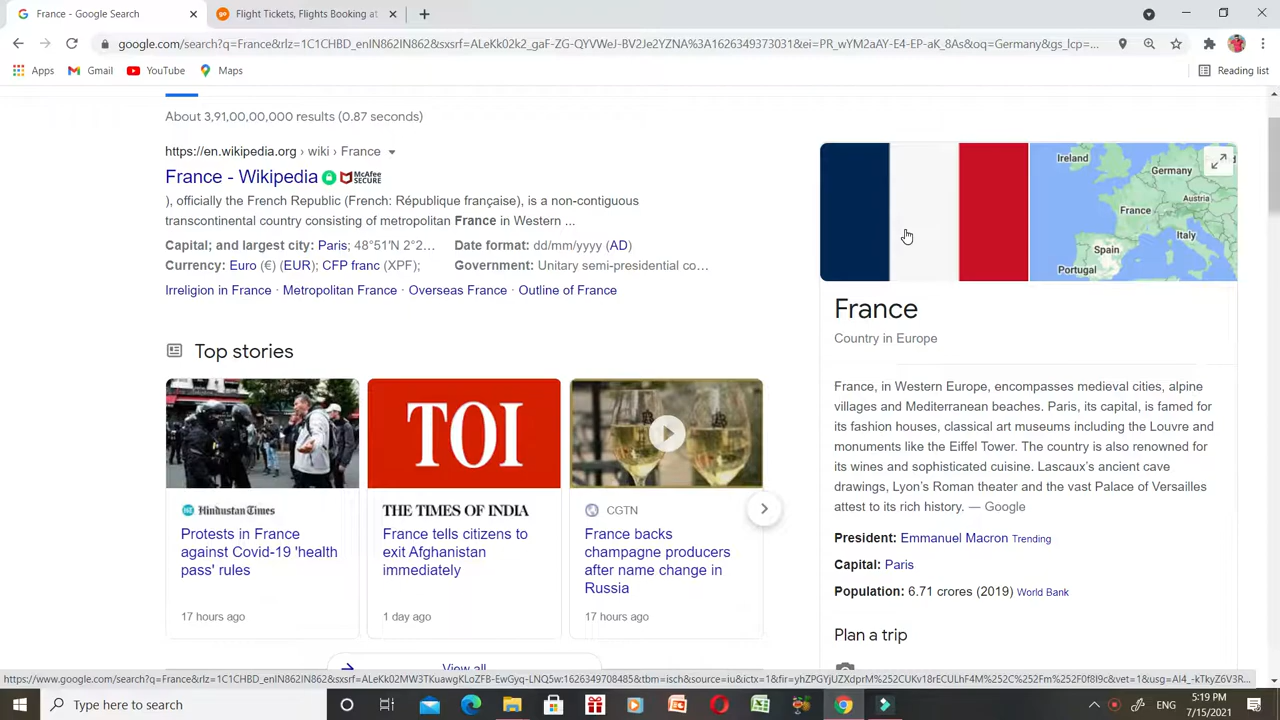 France - Google Search
Flight Tickets, Flights Booking at
google.com/search?q=France&rlz=1C1CHBD_enIN862IN862&sxsrf=ALeKk02k2_gaF-ZG-QYVWeJ-BV2Je2YZNA%3A1626349373031&ei=PR_wYM2aAY-E4-EP-aK_8As&oq=Germany&gs_lcp=...
Apps
Gmail
YouTube
Maps
Reading list
About 3,91,00,00,000 results (0.87 seconds)
https://en.wikipedia.org › wiki › France
France - Wikipedia McAfee SECURE
), officially the French Republic (French: République française), is a non-contiguous
transcontinental country consisting of metropolitan France in Western ...
Capital; and largest city: Paris; 48°51′N 2°2... Date format: dd/mm/yyyy (AD)
Currency: Euro (€) (EUR); CFP franc (XPF); Government: Unitary semi-presidential co...
Irreligion in France · Metropolitan France · Overseas France · Outline of France
Top stories
TOI
Hindustan Times
Protests in France
against Covid-19 'health
pass' rules
17 hours ago
THE TIMES OF INDIA
France tells citizens to
exit Afghanistan
immediately
1 day ago
CGTN
France backs
champagne producers
after name change in
Russia
17 hours ago
View all
Ireland
Germany
Austria
France
Italy
Spain
Portugal
France
Country in Europe
France, in Western Europe, encompasses medieval cities, alpine
villages and Mediterranean beaches. Paris, its capital, is famed for
its fashion houses, classical art museums including the Louvre and
monuments like the Eiffel Tower. The country is also renowned for
its wines and sophisticated cuisine. Lascaux's ancient cave
drawings, Lyon's Roman theater and the vast Palace of Versailles
attest to its rich history. — Google
President: Emmanuel Macron Trending
Capital: Paris
Population: 6.71 crores (2019) World Bank
Plan a trip
Type here to search
ENG
5:19 PM
7/15/2021